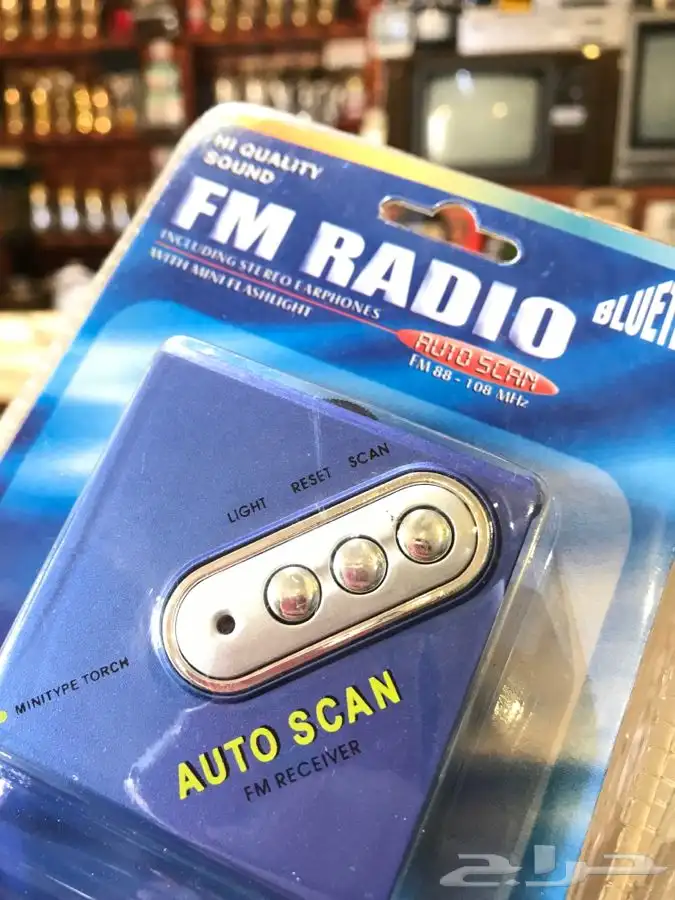 HI QUALITY
SOUND
FM RADIO
INCLUDING STEREO EARPHONES
WITH MINI FLASHLIGHT
AUTO SCAN
FM 88 - 108 MHz
LIGHT RESET SCAN
MINITYPE TORCH
AUTO SCAN
FM RECEIVER
حراج